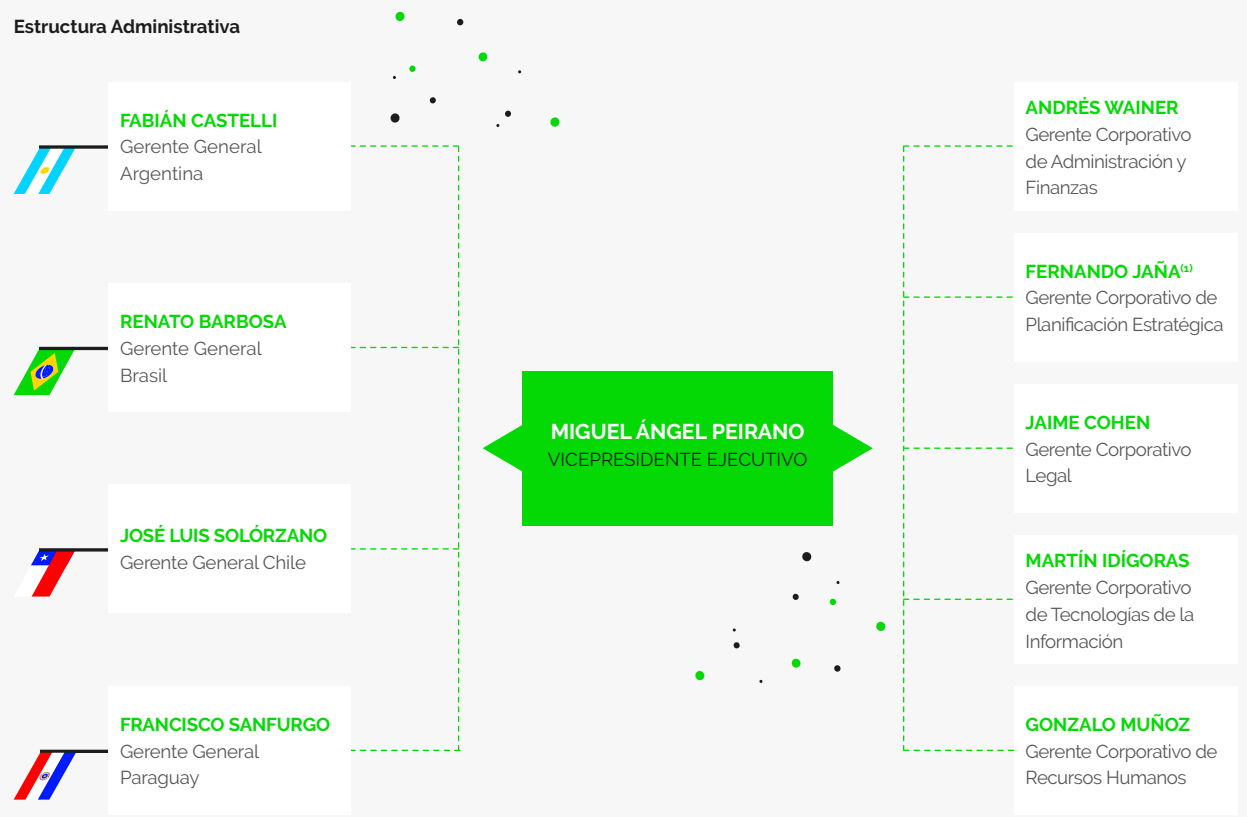 Estructura Administrativa
FABIÁN CASTELLI
Gerente General
Argentina
RENATO BARBOSA
Gerente General
Brasil
JOSÉ LUIS SOLÓRZANO
Gerente General Chile
FRANCISCO SANFURGO
Gerente General
Paraguay
MIGUEL ÁNGEL PEIRANO
VICEPRESIDENTE EJECUTIVO
ANDRÉS WAINER
Gerente Corporativo
de Administración y
Finanzas
FERNANDO JAÑA⁽¹⁾
Gerente Corporativo de
Planificación Estratégica
JAIME COHEN
Gerente Corporativo
Legal
MARTÍN IDÍGORAS
Gerente Corporativo
de Tecnologías de la
Información
GONZALO MUÑOZ
Gerente Corporativo de
Recursos Humanos